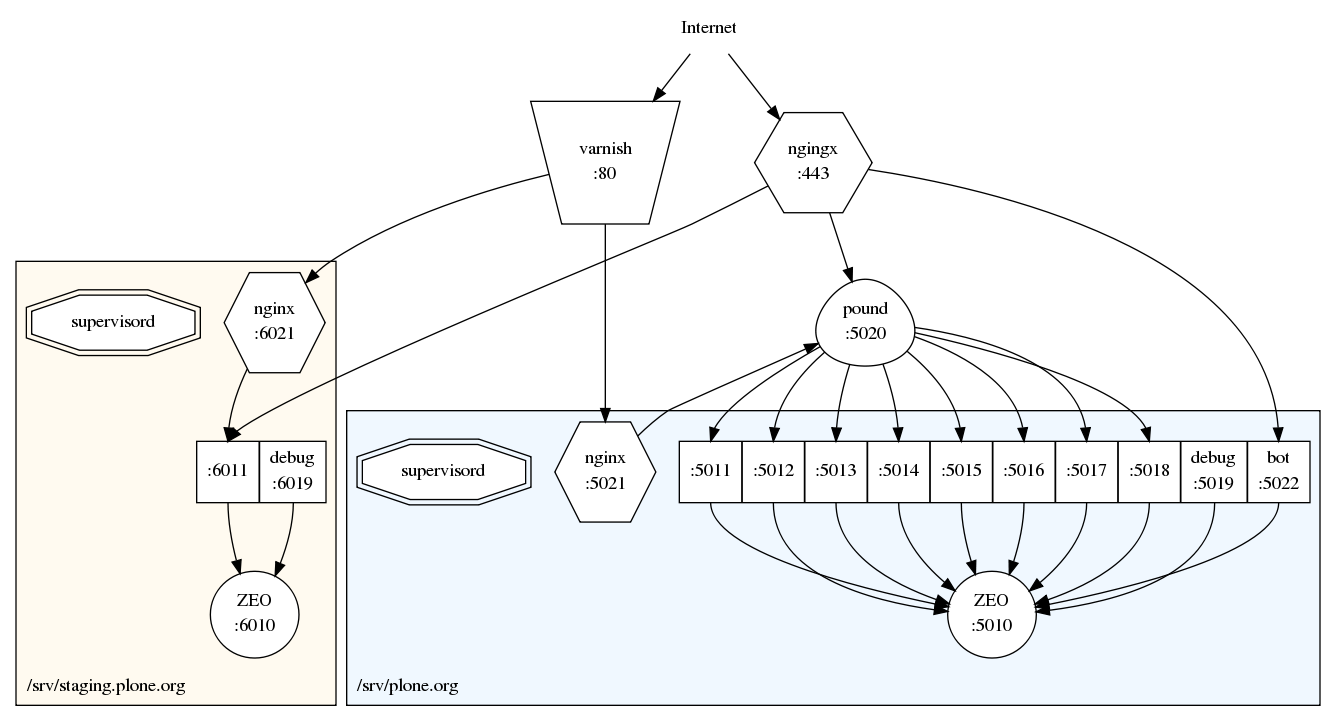 Internet
varnish
:80
ngingx
:443
supervisord
nginx
:6021
pound
:5020
:6011
debug
:6019
supervisord
nginx
:5021
:5011
:5012
:5013
:5014
:5015
:5016
:5017
:5018
debug
:5019
bot
:5022
ZEO
:6010
ZEO
:5010
/srv/staging.plone.org
/srv/plone.org